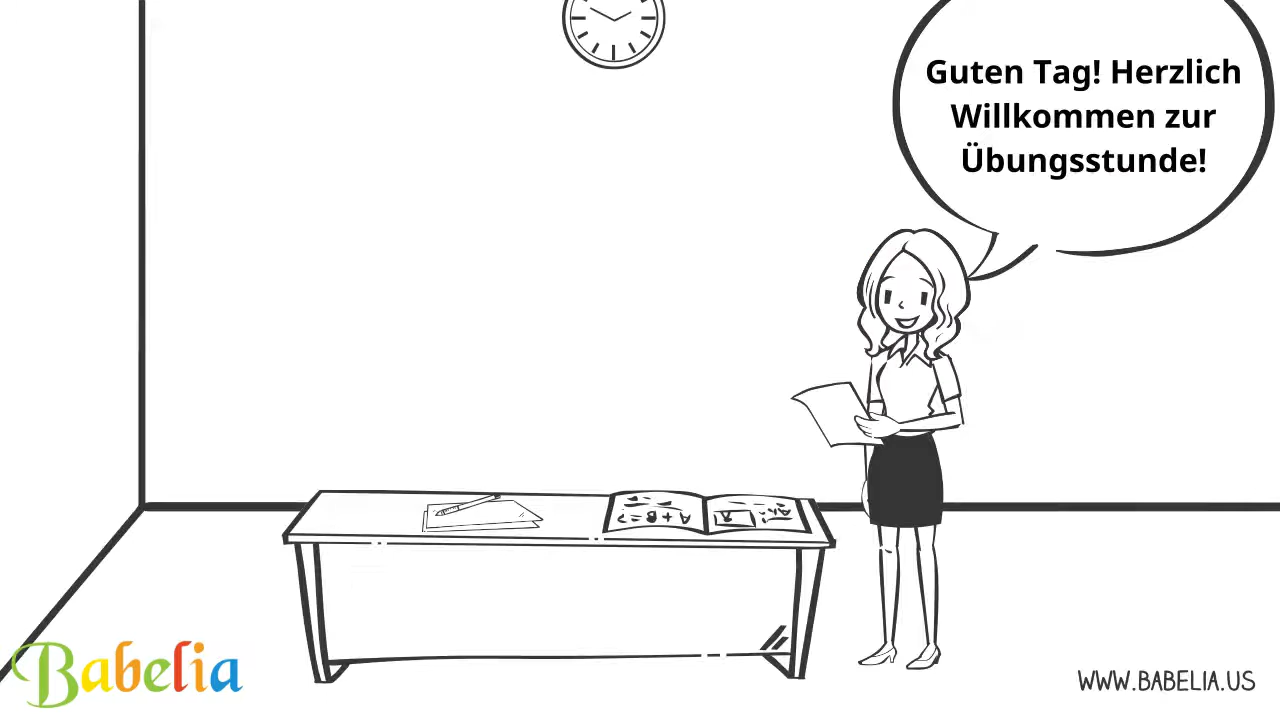 Guten Tag! Herzlich
Willkommen zur
Übungsstunde!
Babelia
WWW.BABELIA.US